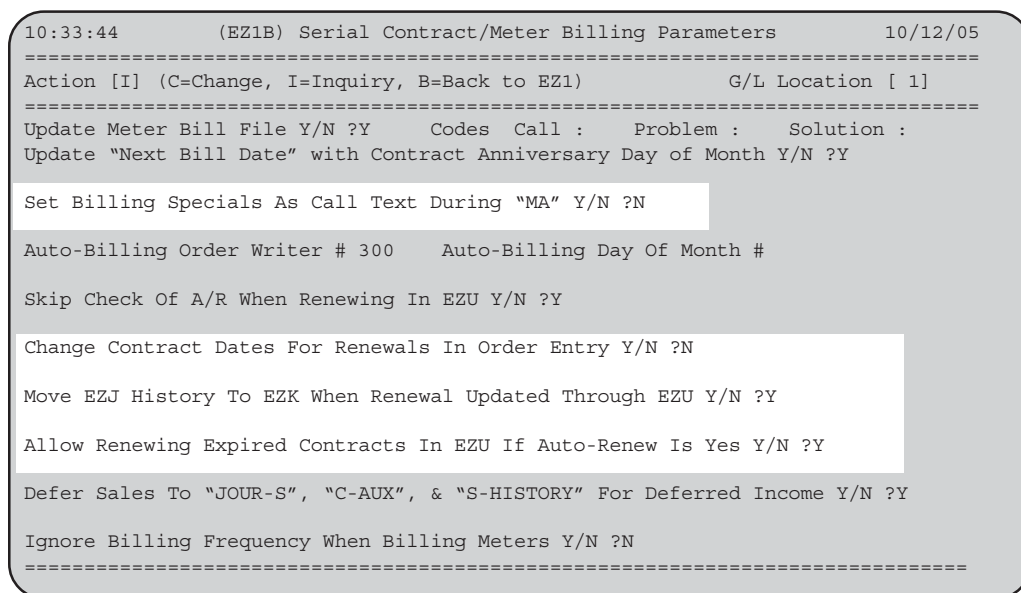 10:33:44 (EZ1B) Serial Contract/Meter Billing Parameters 10/12/05
================================================================================
Action [I] (C=Change, I=Inquiry, B=Back to EZ1) G/L Location [ 1]
================================================================================
Update Meter Bill File Y/N ?Y Codes Call : Problem : Solution :
Update “Next Bill Date” with Contract Anniversary Day of Month Y/N ?Y
Set Billing Specials As Call Text During “MA” Y/N ?N
Auto-Billing Order Writer # 300 Auto-Billing Day Of Month #
Skip Check Of A/R When Renewing In EZU Y/N ?Y
Change Contract Dates For Renewals In Order Entry Y/N ?N
Move EZJ History To EZK When Renewal Updated Through EZU Y/N ?Y
Allow Renewing Expired Contracts In EZU If Auto-Renew Is Yes Y/N ?Y
Defer Sales To “JOUR-S”, “C-AUX”, & “S-HISTORY” For Deferred Income Y/N ?Y
Ignore Billing Frequency When Billing Meters Y/N ?N
===============================================================================